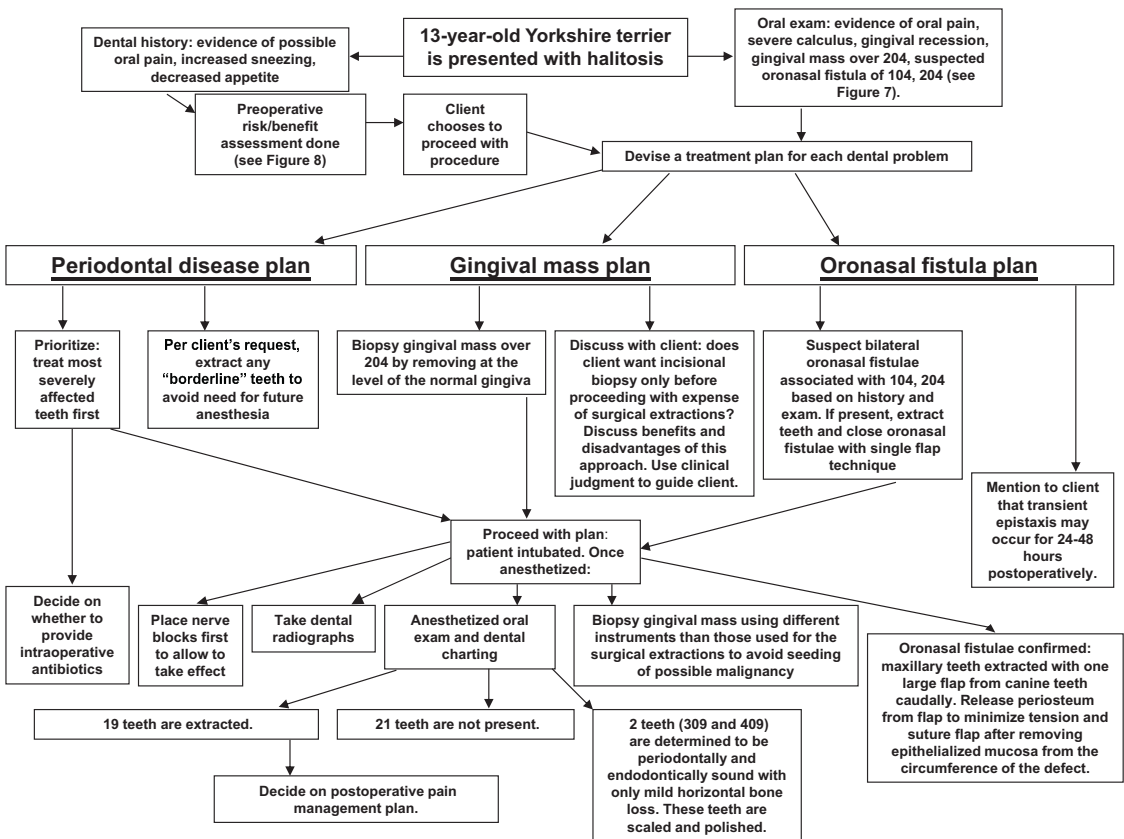 13-year-old Yorkshire terrier
is presented with halitosis
Dental history: evidence of possible
oral pain, increased sneezing,
decreased appetite
Oral exam: evidence of oral pain,
severe calculus, gingival recession,
gingival mass over 204, suspected
oronasal fistula of 104, 204 (see
Figure 7).
Preoperative
risk/benefit
assessment done
(see Figure 8)
Client
chooses to
proceed with
procedure
Devise a treatment plan for each dental problem
Periodontal disease plan
Gingival mass plan
Oronasal fistula plan
Prioritize:
treat most
severely
affected
teeth first
Per client's request,
extract any
“borderline” teeth to
avoid need for future
anesthesia
Biopsy gingival mass over
204 by removing at the
level of the normal gingiva
Discuss with client: does
client want incisional
biopsy only before
proceeding with expense
of surgical extractions?
Discuss benefits and
disadvantages of this
approach. Use clinical
judgment to guide client.
Suspect bilateral
oronasal fistulae
associated with 104, 204
based on history and
exam. If present, extract
teeth and close oronasal
fistulae with single flap
technique
Mention to client
that transient
epistaxis may
occur for 24-48
hours
postoperatively.
Proceed with plan:
patient intubated. Once
anesthetized:
Decide on
whether to
provide
intraoperative
antibiotics
Place nerve
blocks first
to allow to
take effect
Take dental
radiographs
Anesthetized oral
exam and dental
charting
Biopsy gingival mass using different
instruments than those used for the
surgical extractions to avoid seeding
of possible malignancy
Oronasal fistulae confirmed:
maxillary teeth extracted with one
large flap from canine teeth
caudally. Release periosteum
from flap to minimize tension and
suture flap after removing
epithelialized mucosa from the
circumference of the defect.
19 teeth are extracted.
21 teeth are not present.
2 teeth (309 and 409)
are determined to be
periodontally and
endodontically sound with
only mild horizontal bone
loss. These teeth are
scaled and polished.
Decide on postoperative pain
management plan.